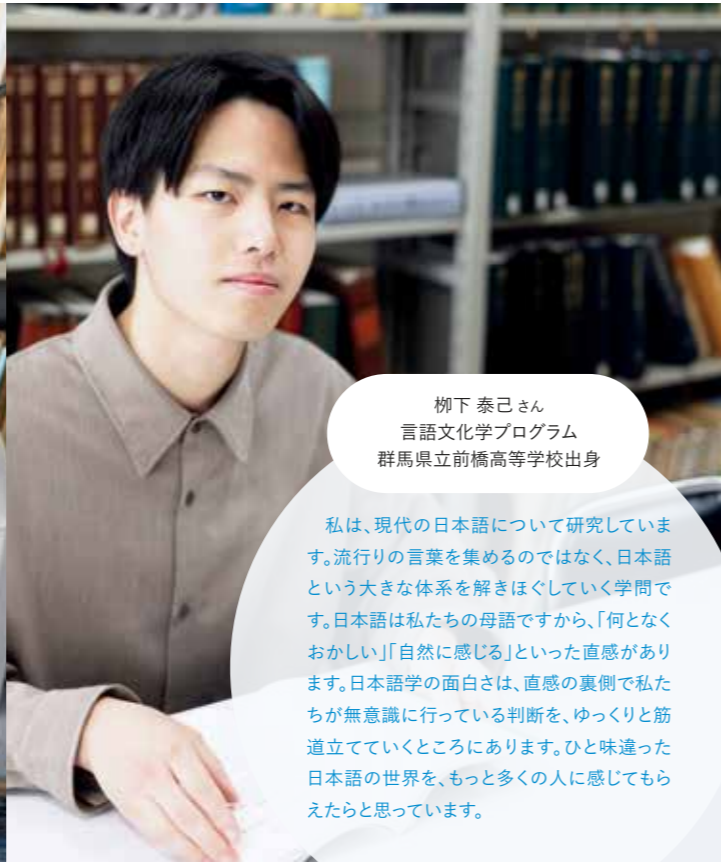 栁下 泰己さん
言語文化学プログラム
群馬県立前橋高等学校出身
　私は、現代の日本語について研究していま
す。流行りの言葉を集めるのではなく、日本語
という大きな体系を解きほぐしていく学問で
す。日本語は私たちの母語ですから、「何となく
おかしい」「自然に感じる」といった直感があり
ます。日本語学の面白さは、直感の裏側で私た
ちが無意識に行っている判断を、ゆっくりと筋
道立てていくところにあります。ひと味違った
日本語の世界を、もっと多くの人に感じてもら
えたらと思っています。